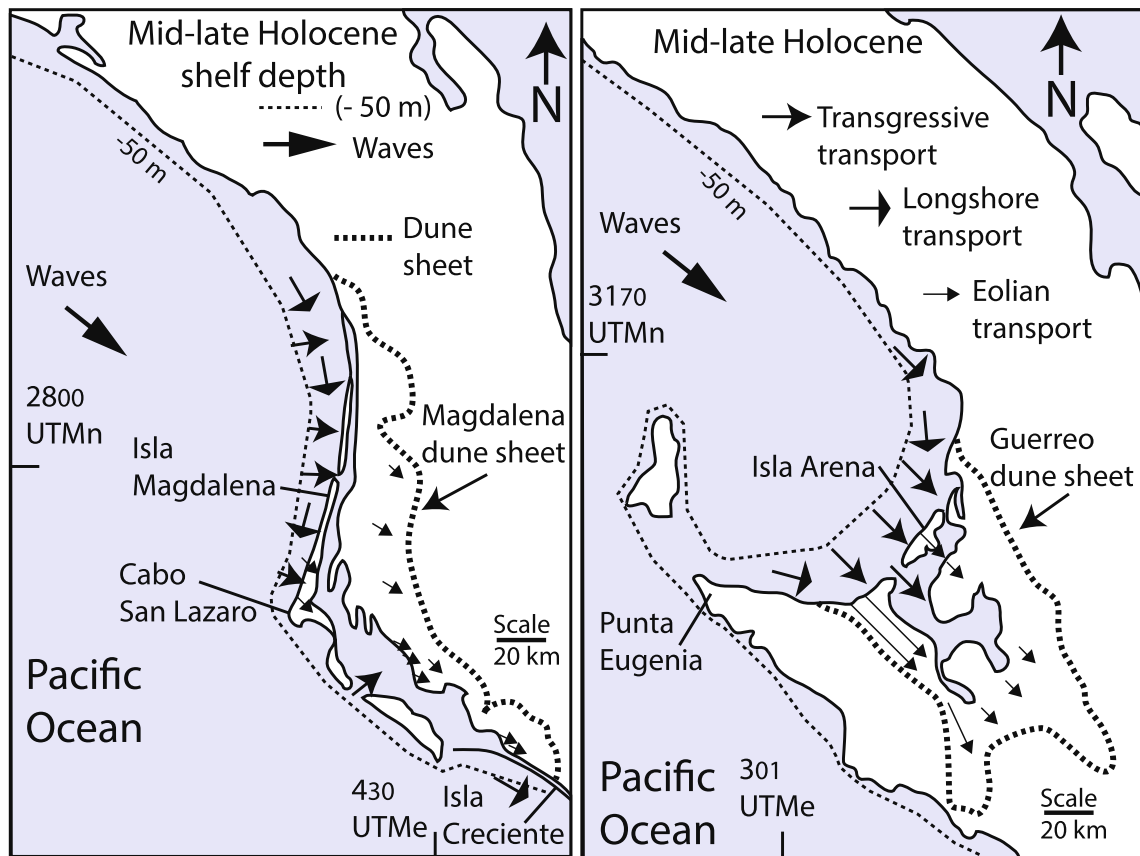 Mid-late Holocene
shelf depth
(- 50 m)
Waves
N
-50 m
Dune
sheet
Waves
2800
UTMn
Magdalena
dune sheet
Isla
Magdalena
Cabo
San Lazaro
Scale
20 km
Pacific
Ocean
430
UTMe
Isla
Creciente
Mid-late Holocene
N
Transgressive
transport
-50 m
Longshore
transport
Waves
Eolian
transport
3170
UTMn
Guerreo
dune sheet
Isla Arena
Punta
Eugenia
Pacific
Ocean
301
UTMe
Scale
20 km